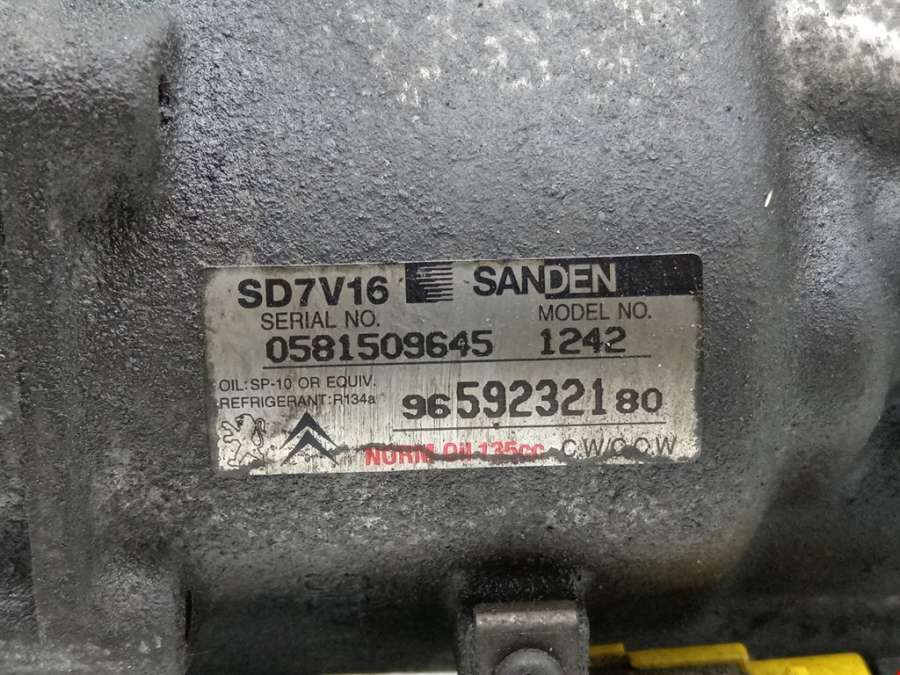 SD7V16 SANDEN
SERIAL NO. MODEL NO.
0581509645 1242
OIL: SP-10 OR EQUIV.
REFRIGERANT: R134a
9659232180
NORM Oil 135cc CW/CCW